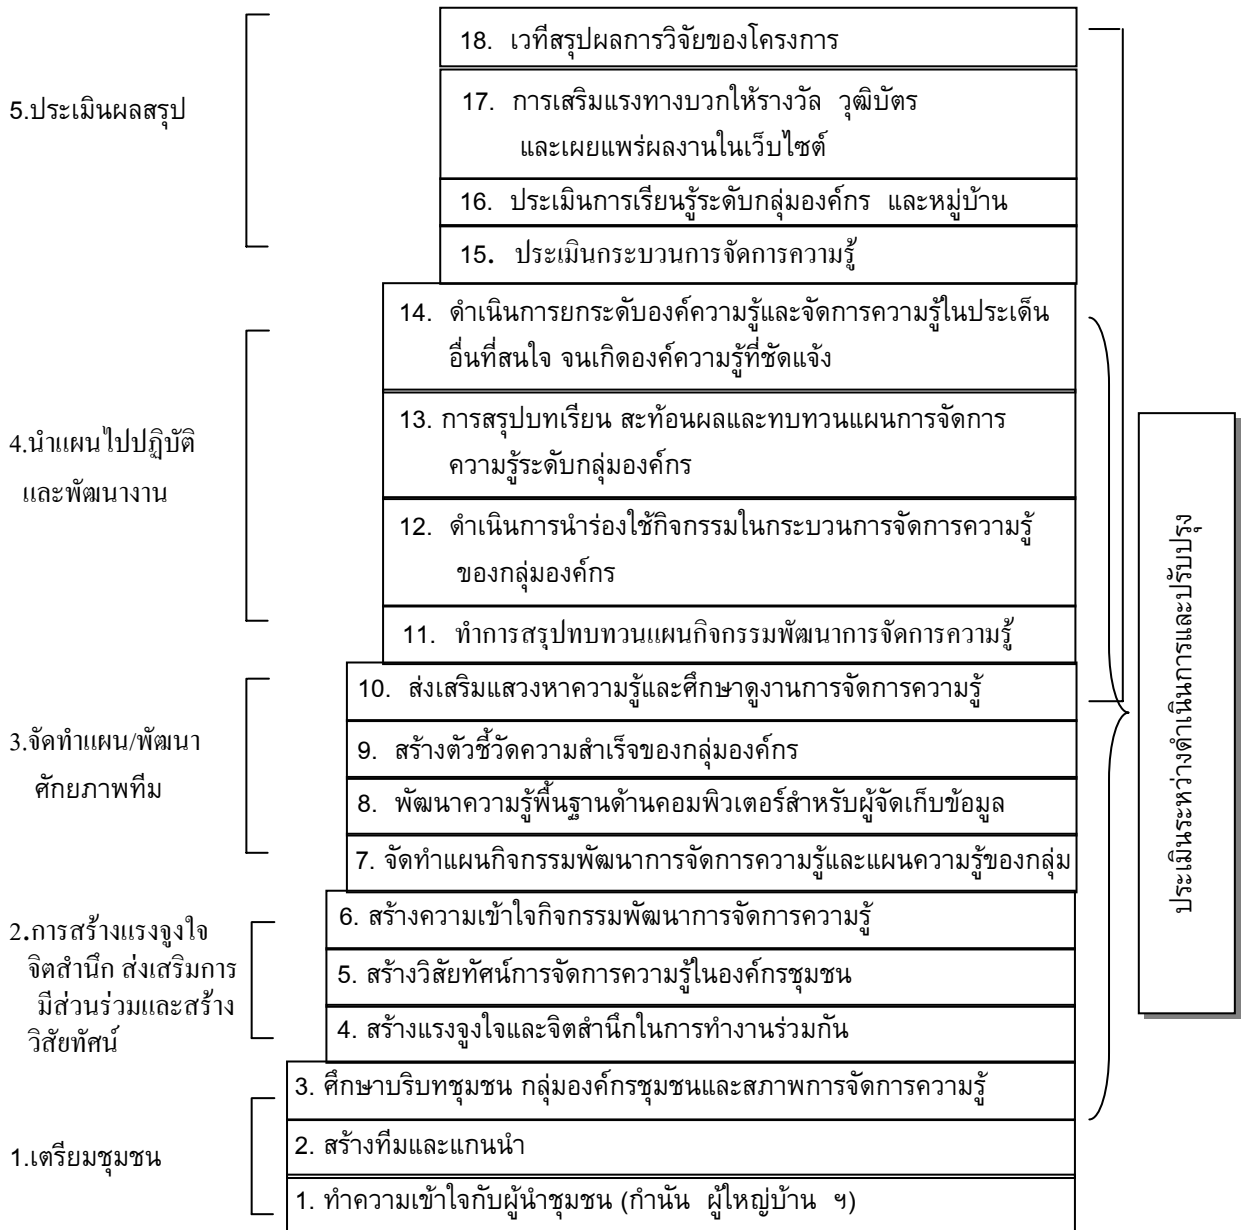 18. เวทีสรุปผลการวิจัยของโครงการ
17. การเสริมแรงทางบวกให้รางวัล วุฒิบัตร
และเผยแพร่ผลงานในเว็บไซต์
5.ประเมินผลสรุป
16. ประเมินการเรียนรู้ระดับกลุ่มองค์กร และหมู่บ้าน
15. ประเมินกระบวนการจัดการความรู้
14. ดำเนินการยกระดับองค์ความรู้และจัดการความรู้ในประเด็น
อื่นที่สนใจ จนเกิดองค์ความรู้ที่ชัดแจ้ง
13. การสรุปบทเรียน สะท้อนผลและทบทวนแผนการจัดการ
ความรู้ระดับกลุ่มองค์กร
4.นำแผนไปปฏิบัติ
และพัฒนางาน
12. ดำเนินการนำร่องใช้กิจกรรมในกระบวนการจัดการความรู้
ของกลุ่มองค์กร
11. ทำการสรุปทบทวนแผนกิจกรรมพัฒนาการจัดการความรู้
10. ส่งเสริมแสวงหาความรู้และศึกษาดูงานการจัดการความรู้
3.จัดทำแผน/พัฒนา
ศักยภาพทีม
9. สร้างตัวชี้วัดความสำเร็จของกลุ่มองค์กร
8. พัฒนาความรู้พื้นฐานด้านคอมพิวเตอร์สำหรับผู้จัดเก็บข้อมูล
7. จัดทำแผนกิจกรรมพัฒนาการจัดการความรู้และแผนความรู้ของกลุ่ม
6. สร้างความเข้าใจกิจกรรมพัฒนาการจัดการความรู้
2.การสร้างแรงจูงใจ
จิตสำนึก ส่งเสริมการ
มีส่วนร่วมและสร้าง
วิสัยทัศน์
5. สร้างวิสัยทัศน์การจัดการความรู้ในองค์กรชุมชน
4. สร้างแรงจูงใจและจิตสำนึกในการทำงานร่วมกัน
3. ศึกษาบริบทชุมชน กลุ่มองค์กรชุมชนและสภาพการจัดการความรู้
1.เตรียมชุมชน
2. สร้างทีมและแกนนำ
1. ทำความเข้าใจกับผู้นำชุมชน (กำนัน ผู้ใหญ่บ้าน ฯ)
ประเมินระหว่างดำเนินการและปรับปรุง